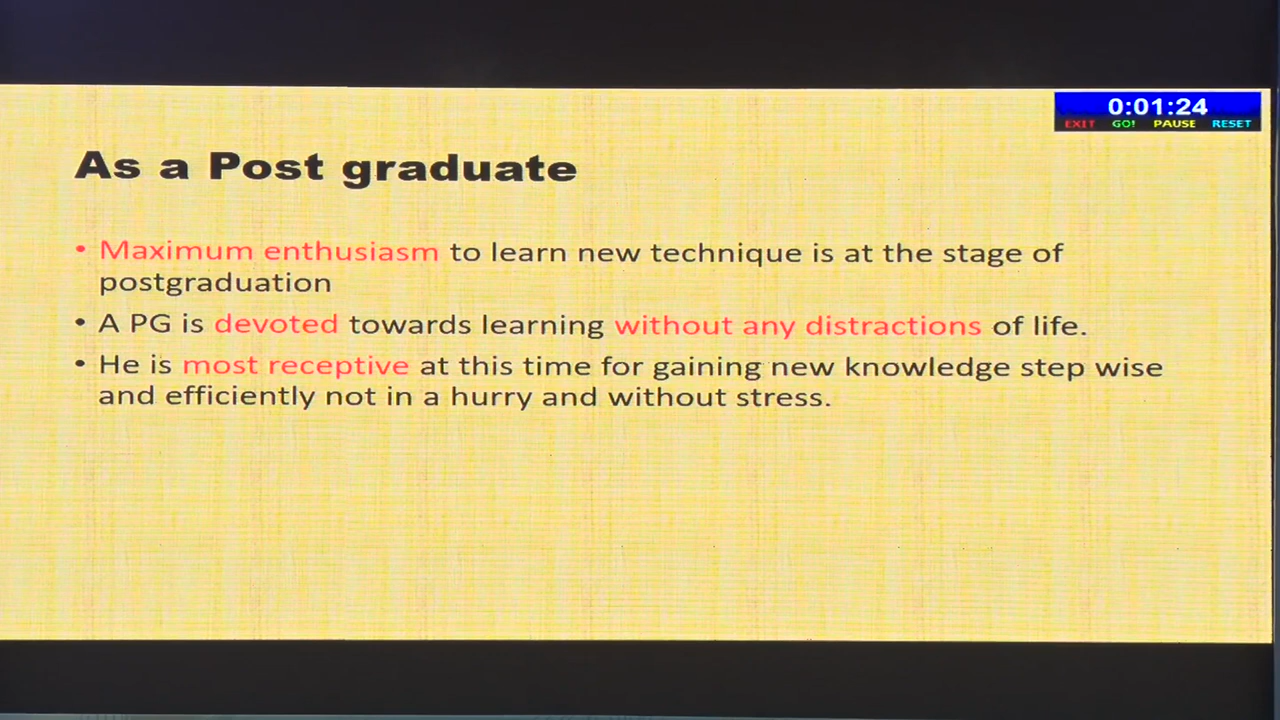 0:01:24
EXIT GO! PAUSE RESET
As a Post graduate
• Maximum enthusiasm to learn new technique is at the stage of
postgraduation
• A PG is devoted towards learning without any distractions of life.
• He is most receptive at this time for gaining new knowledge step wise
and efficiently not in a hurry and without stress.